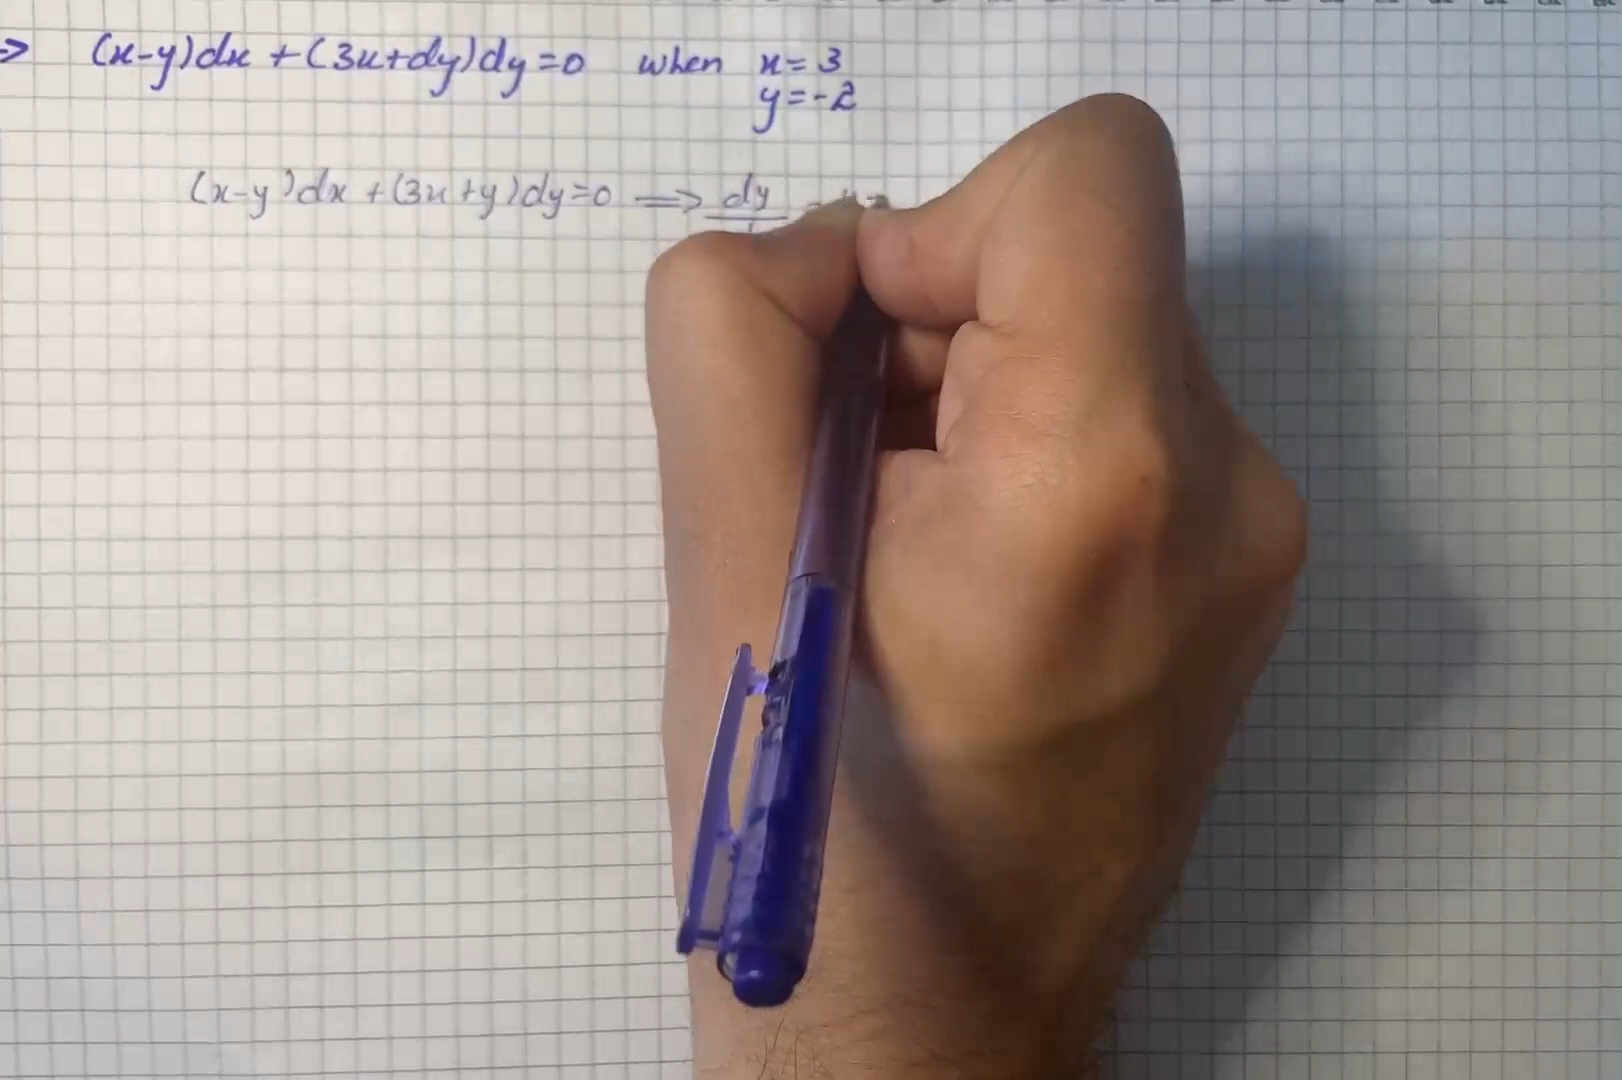 => (x-y)dx + (3x+dy)dy=0 when x= 3
y=-2
(x-y)dx + (3x+y)dy=0 => dy